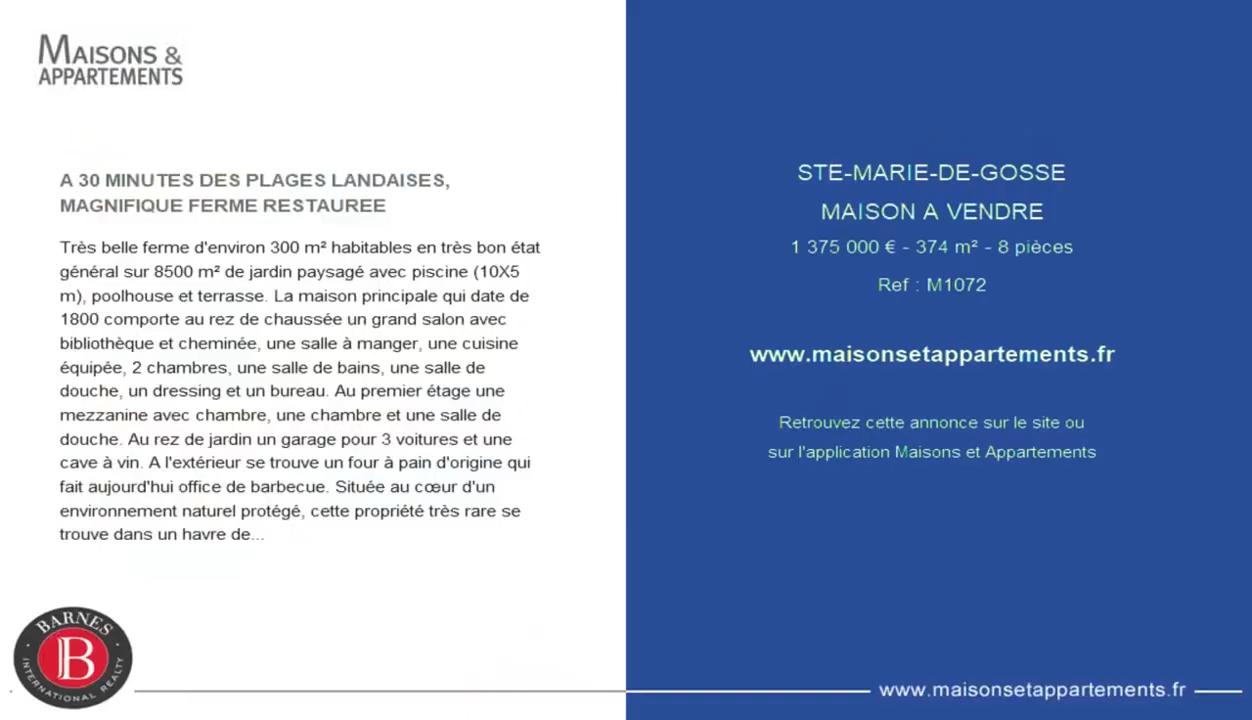 MAISONS &
APPARTEMENTS
A 30 MINUTES DES PLAGES LANDAISES,
MAGNIFIQUE FERME RESTAUREE
Très belle ferme d'environ 300 m² habitables en très bon état
général sur 8500 m² de jardin paysagé avec piscine (10X5
m), poolhouse et terrasse. La maison principale qui date de
1800 comporte au rez de chaussée un grand salon avec
bibliothèque et cheminée, une salle à manger, une cuisine
équipée, 2 chambres, une salle de bains, une salle de
douche, un dressing et un bureau. Au premier étage une
mezzanine avec chambre, une chambre et une salle de
douche. Au rez de jardin un garage pour 3 voitures et une
cave à vin. A l'extérieur se trouve un four à pain d'origine qui
fait aujourd'hui office de barbecue. Située au cœur d'un
environnement naturel protégé, cette propriété très rare se
trouve dans un havre de...
BARNES
B
INTERNATIONAL REALTY
STE-MARIE-DE-GOSSE
MAISON A VENDRE
1 375 000 € - 374 m² - 8 pièces
Ref : M1072
www.maisonsetappartements.fr
Retrouvez cette annonce sur le site ou
sur l'application Maisons et Appartements
www.maisonsetappartements.fr